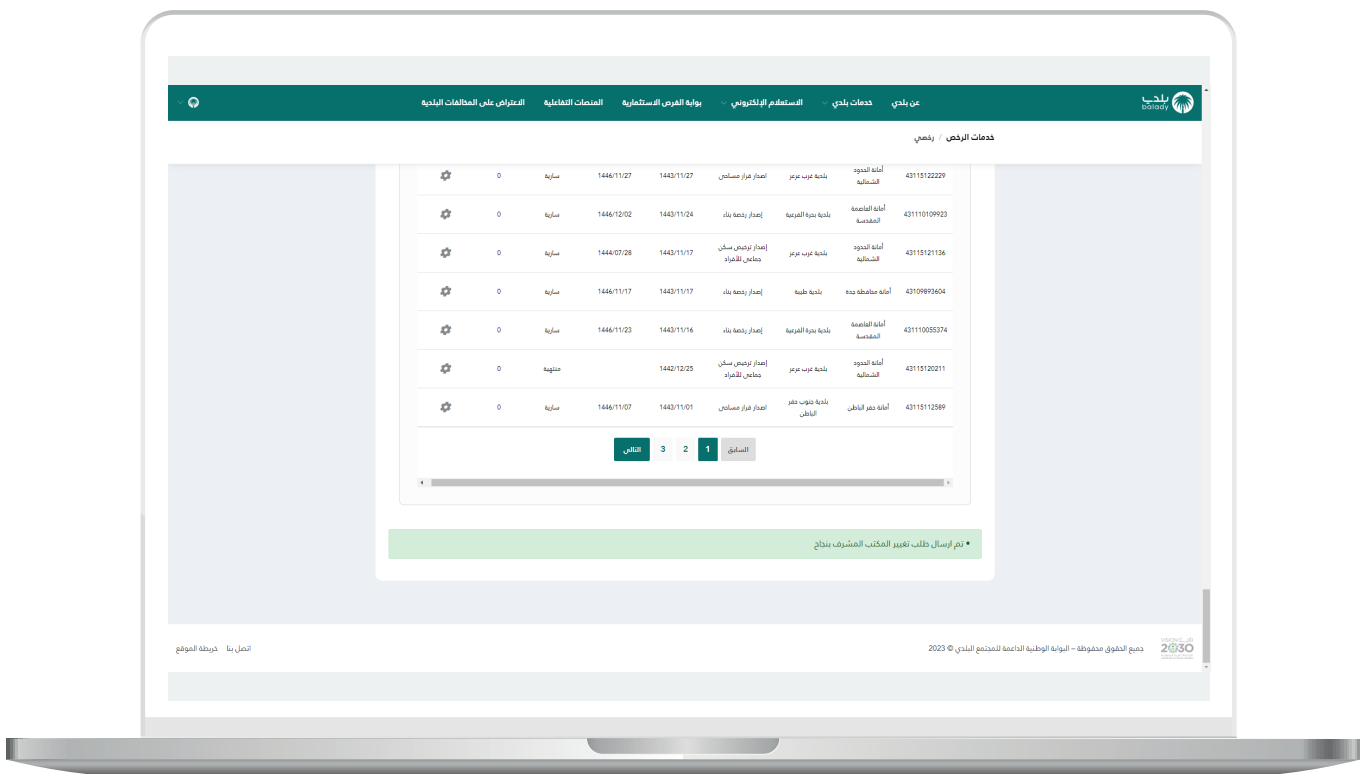 بلدي
balady
عن بلدي
خدمات بلدي
الاستعلام الإلكتروني
بوابة الفرص الاستثمارية
المنصات التفاعلية
الاعتراض على المخالفات البلدية
خدمات الرخص / رخصي
43115122229 أمانة الحدود الشمالية بلدية غرب عرعر اصدار قرار مساحي 1443/11/27 1446/11/27 سارية 0
431110109923 أمانة العاصمة المقدسة بلدية بحرة الفرعية إصدار رخصة بناء 1443/11/24 1446/12/02 سارية 0
43115121136 أمانة الحدود الشمالية بلدية غرب عرعر إصدار ترخيص سكن جماعي للأفراد 1443/11/17 1444/07/28 سارية 0
43109893604 أمانة محافظة جدة بلدية طيبة إصدار رخصة بناء 1443/11/17 1446/11/17 سارية 0
431110055374 أمانة العاصمة المقدسة بلدية بحرة الفرعية إصدار رخصة بناء 1443/11/16 1446/11/23 سارية 0
43115120211 أمانة الحدود الشمالية بلدية غرب عرعر إصدار ترخيص سكن جماعي للأفراد 1442/12/25 منتهية 0
43115112589 أمانة حفر الباطن بلدية جنوب حفر الباطن اصدار قرار مساحي 1443/11/01 1446/11/07 سارية 0
السابق 1 2 3 التالي
• تم ارسال طلب تغيير المكتب المشرف بنجاح
2030
جميع الحقوق محفوظة – البوابة الوطنية الداعمة للمجتمع البلدي © 2023
اتصل بنا خريطة الموقع